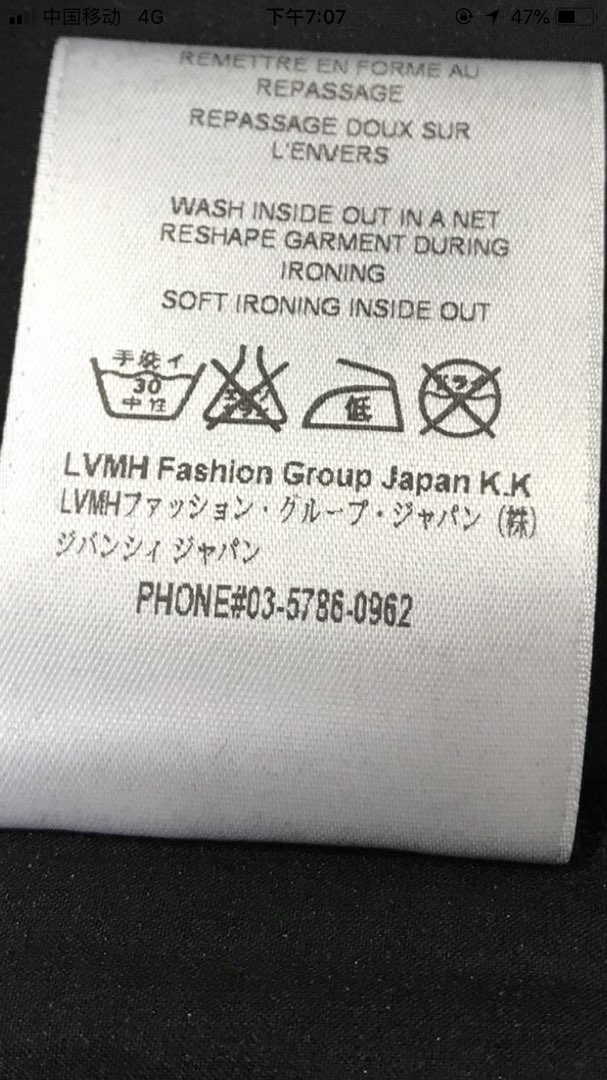 中国移动 4G 下午7:07 47%
REMETTRE EN FORME AU
REPASSAGE
REPASSAGE DOUX SUR
L'ENVERS
WASH INSIDE OUT IN A NET
RESHAPE GARMENT DURING
IRONING
SOFT IRONING INSIDE OUT
手洗イ
30
中性
低
ドライ
LVMH Fashion Group Japan K.K
LVMHファッション・グループ・ジャパン (株)
ジバンシィ ジャパン
PHONE#03-5786-0962